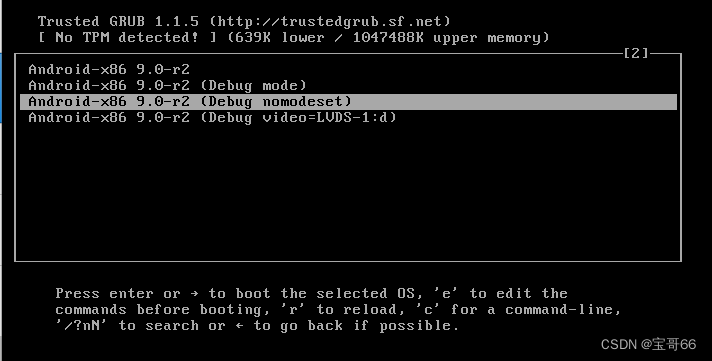 Trusted GRUB 1.1.5 (http://trustedgrub.sf.net)
[ No TPM detected! ] (639K lower / 1047488K upper memory)
[2]
Android-x86 9.0-r2
Android-x86 9.0-r2 (Debug mode)
Android-x86 9.0-r2 (Debug nomodeset)
Android-x86 9.0-r2 (Debug video=LVDS-1:d)
Press enter or → to boot the selected OS, 'e' to edit the
commands before booting, 'r' to reload, 'c' for a command-line,
'/?nN' to search or ← to go back if possible.
CSDN @宝哥66